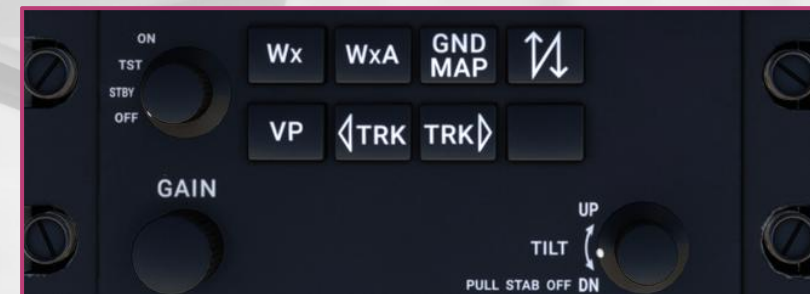 ON
TST
STBY
OFF
Wx
WxA
GND
MAP
VP
TRK
TRK
GAIN
UP
TILT
PULL STAB OFF DN